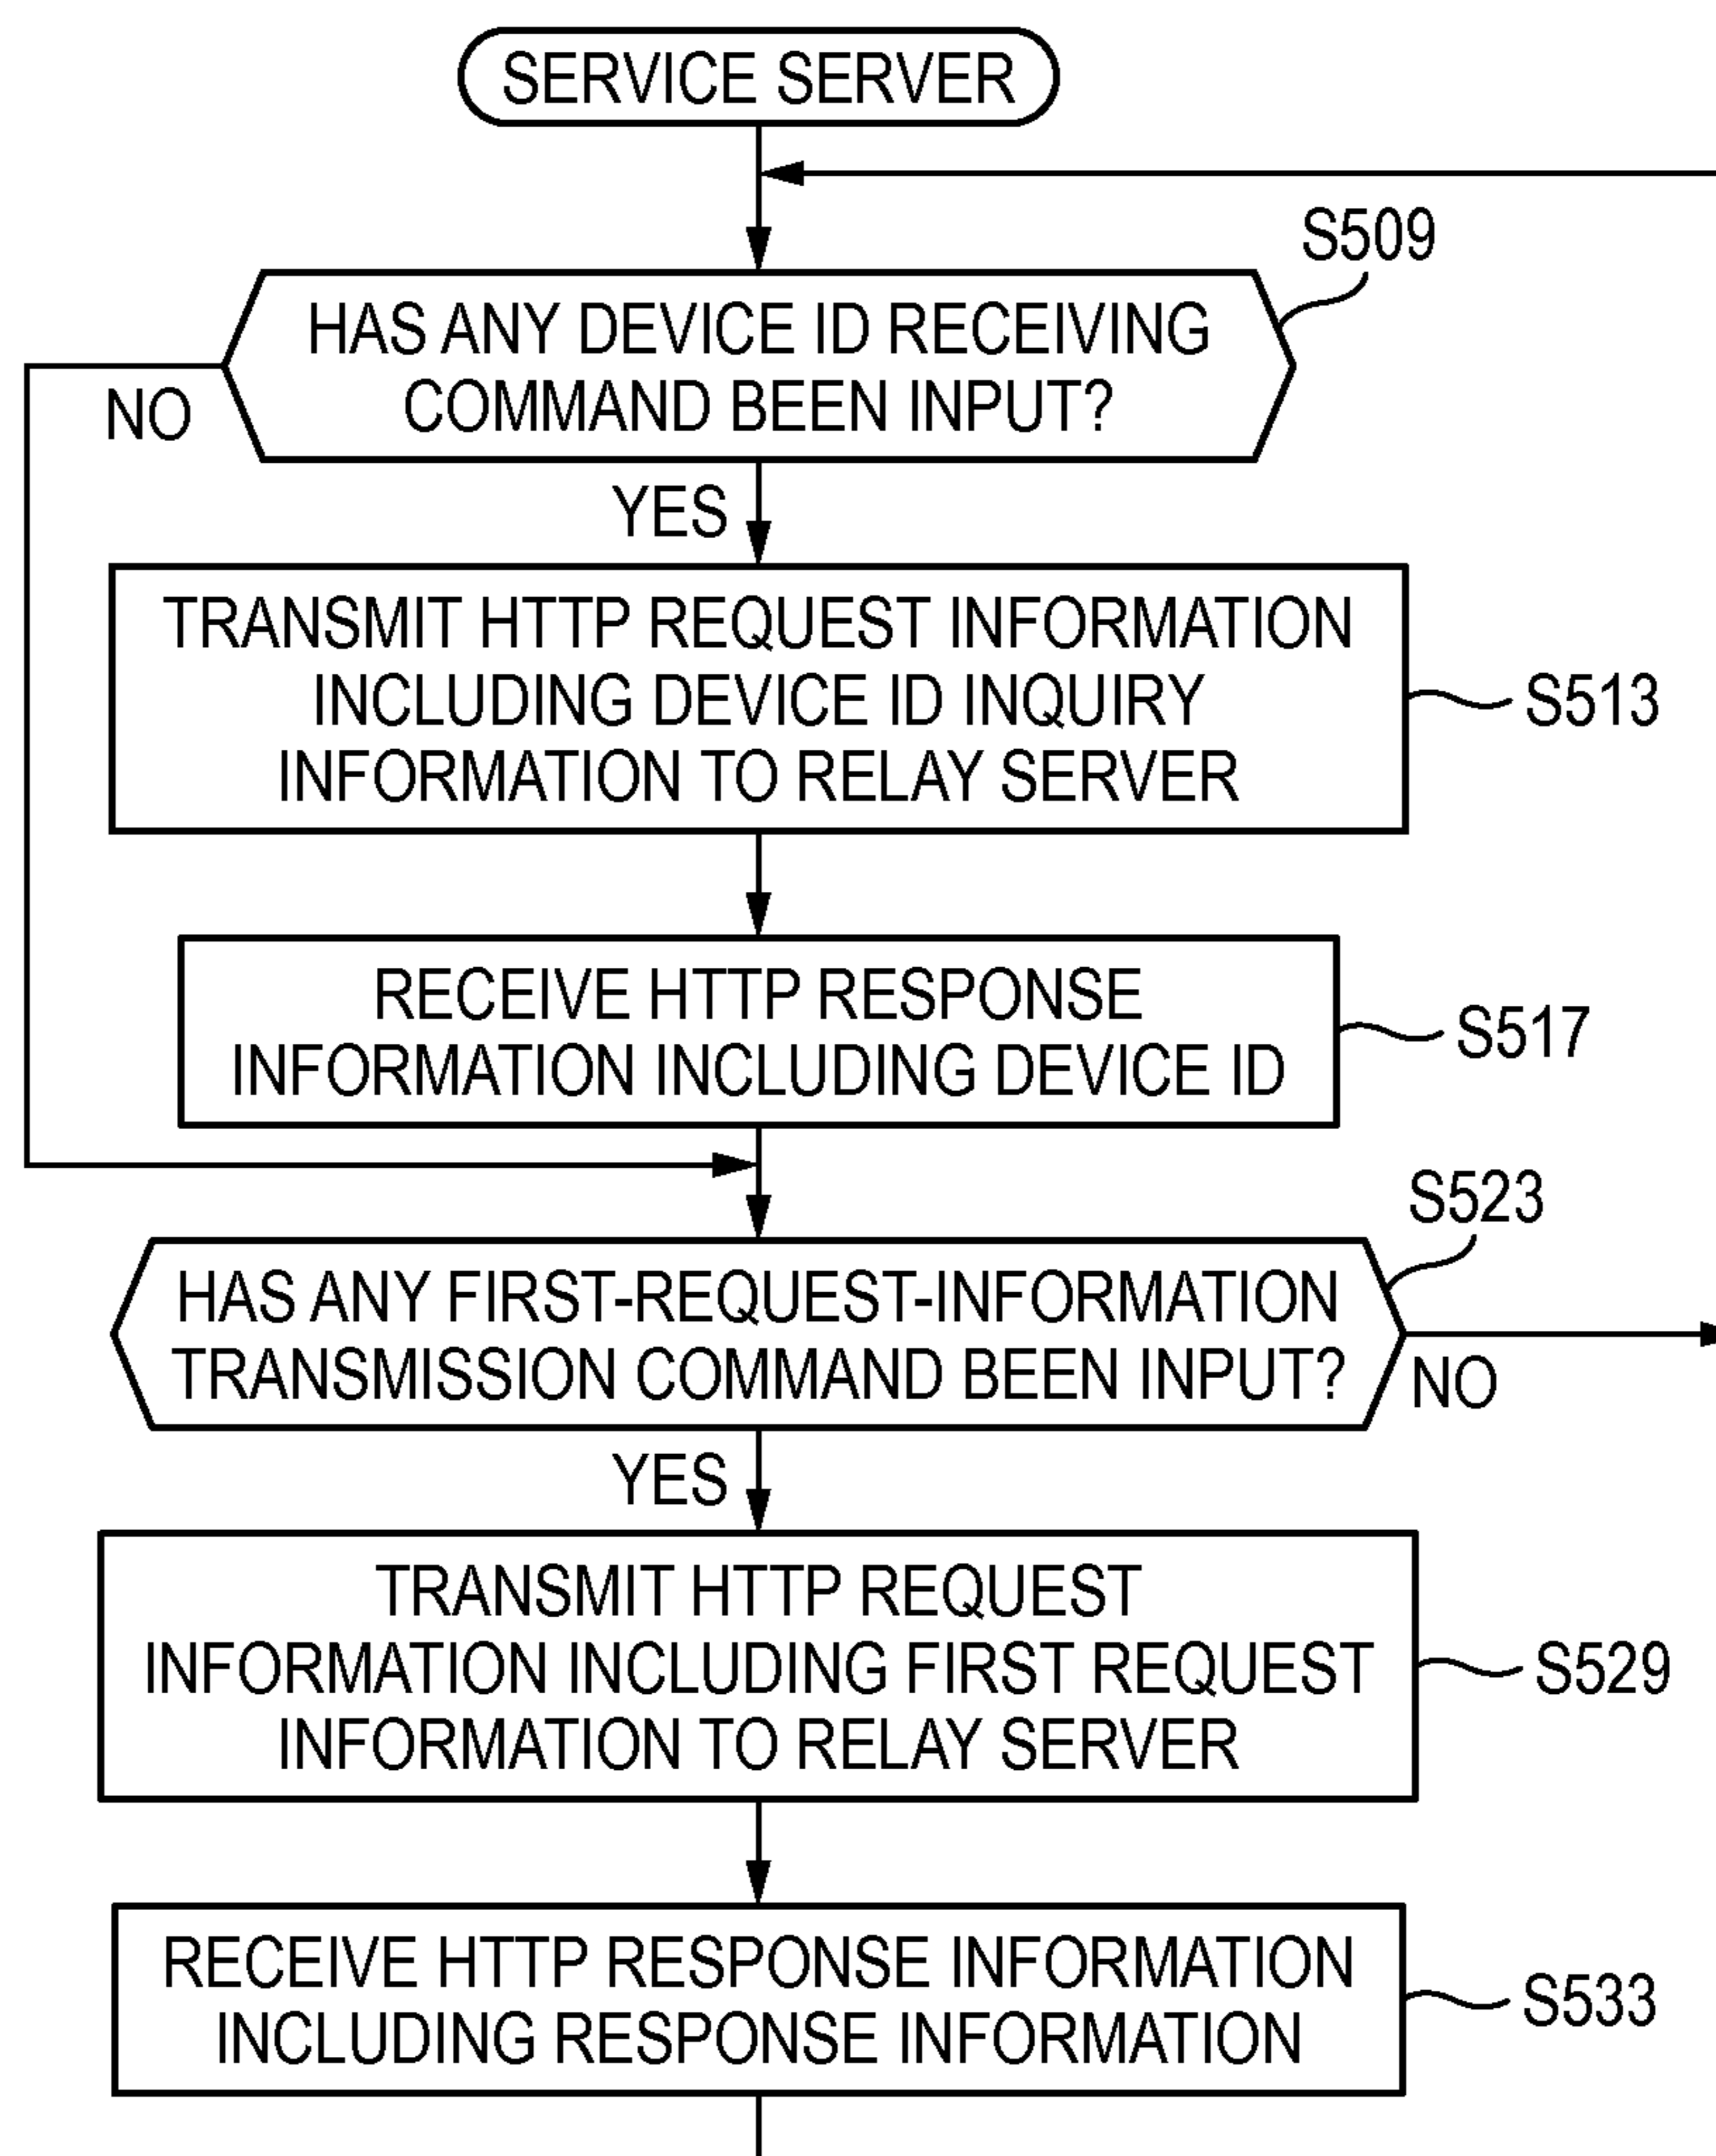 SERVICE SERVER
S509
HAS ANY DEVICE ID RECEIVING
COMMAND BEEN INPUT?
NO
YES
TRANSMIT HTTP REQUEST INFORMATION
INCLUDING DEVICE ID INQUIRY
INFORMATION TO RELAY SERVER
S513
RECEIVE HTTP RESPONSE
INFORMATION INCLUDING DEVICE ID
S517
S523
HAS ANY FIRST-REQUEST-INFORMATION
TRANSMISSION COMMAND BEEN INPUT?
NO
YES
TRANSMIT HTTP REQUEST
INFORMATION INCLUDING FIRST REQUEST
INFORMATION TO RELAY SERVER
S529
RECEIVE HTTP RESPONSE INFORMATION
INCLUDING RESPONSE INFORMATION
S533